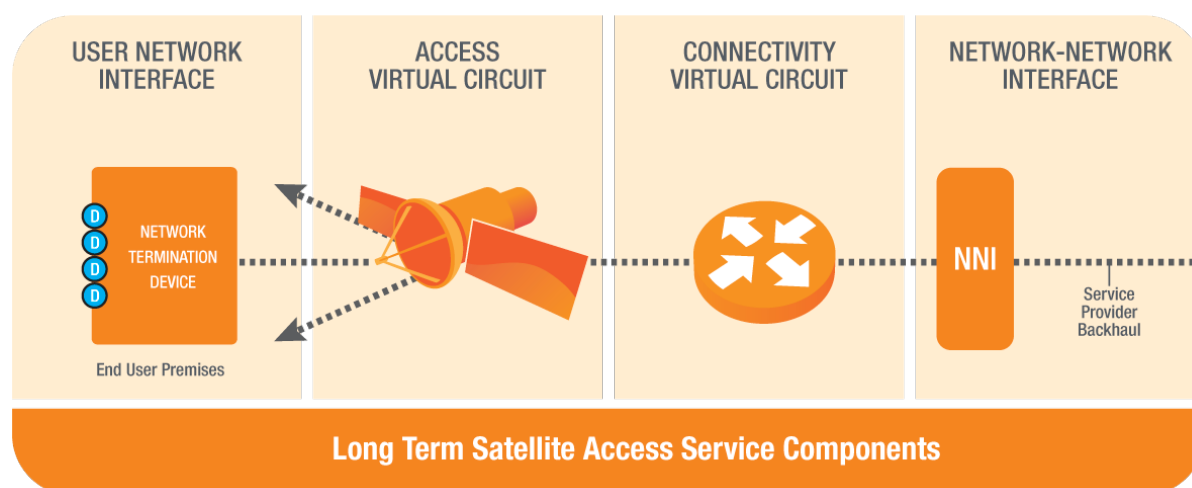 USER NETWORK
INTERFACE
ACCESS
VIRTUAL CIRCUIT
CONNECTIVITY
VIRTUAL CIRCUIT
NETWORK-NETWORK
INTERFACE
D
D
D
D
NETWORK
TERMINATION
DEVICE
End User Premises
NNI
Service
Provider
Backhaul
Long Term Satellite Access Service Components